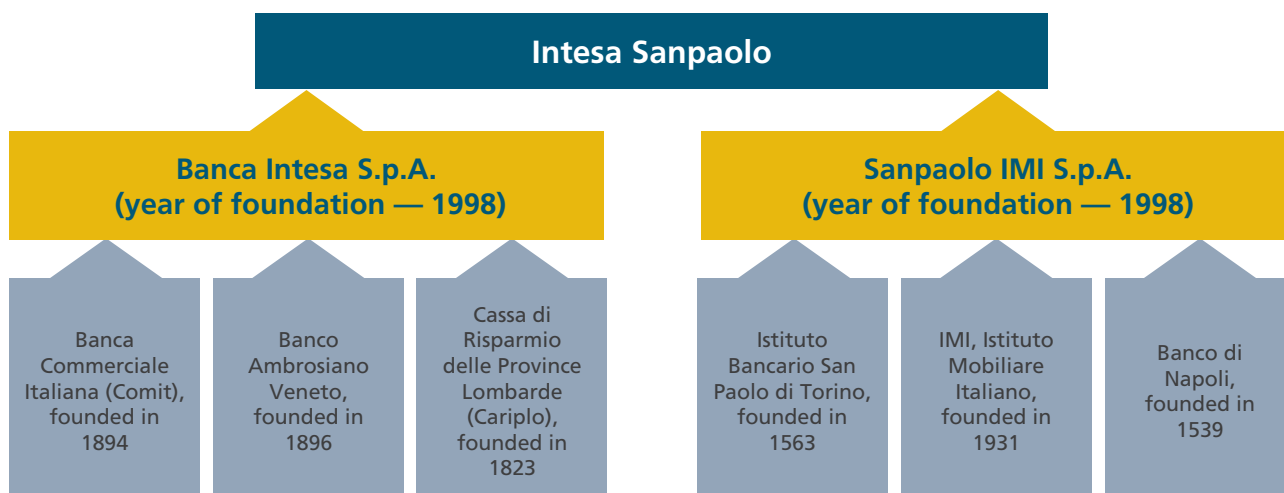 Intesa Sanpaolo
Banca Intesa S.p.A.
(year of foundation — 1998)
Sanpaolo IMI S.p.A.
(year of foundation — 1998)
Banca
Commerciale
Italiana (Comit),
founded in
1894
Banco
Ambrosiano
Veneto,
founded in
1896
Cassa di
Risparmio
delle Province
Lombarde
(Cariplo),
founded in
1823
Istituto
Bancario San
Paolo di Torino,
founded in
1563
IMI, Istituto
Mobiliare
Italiano,
founded in
1931
Banco di
Napoli,
founded in
1539